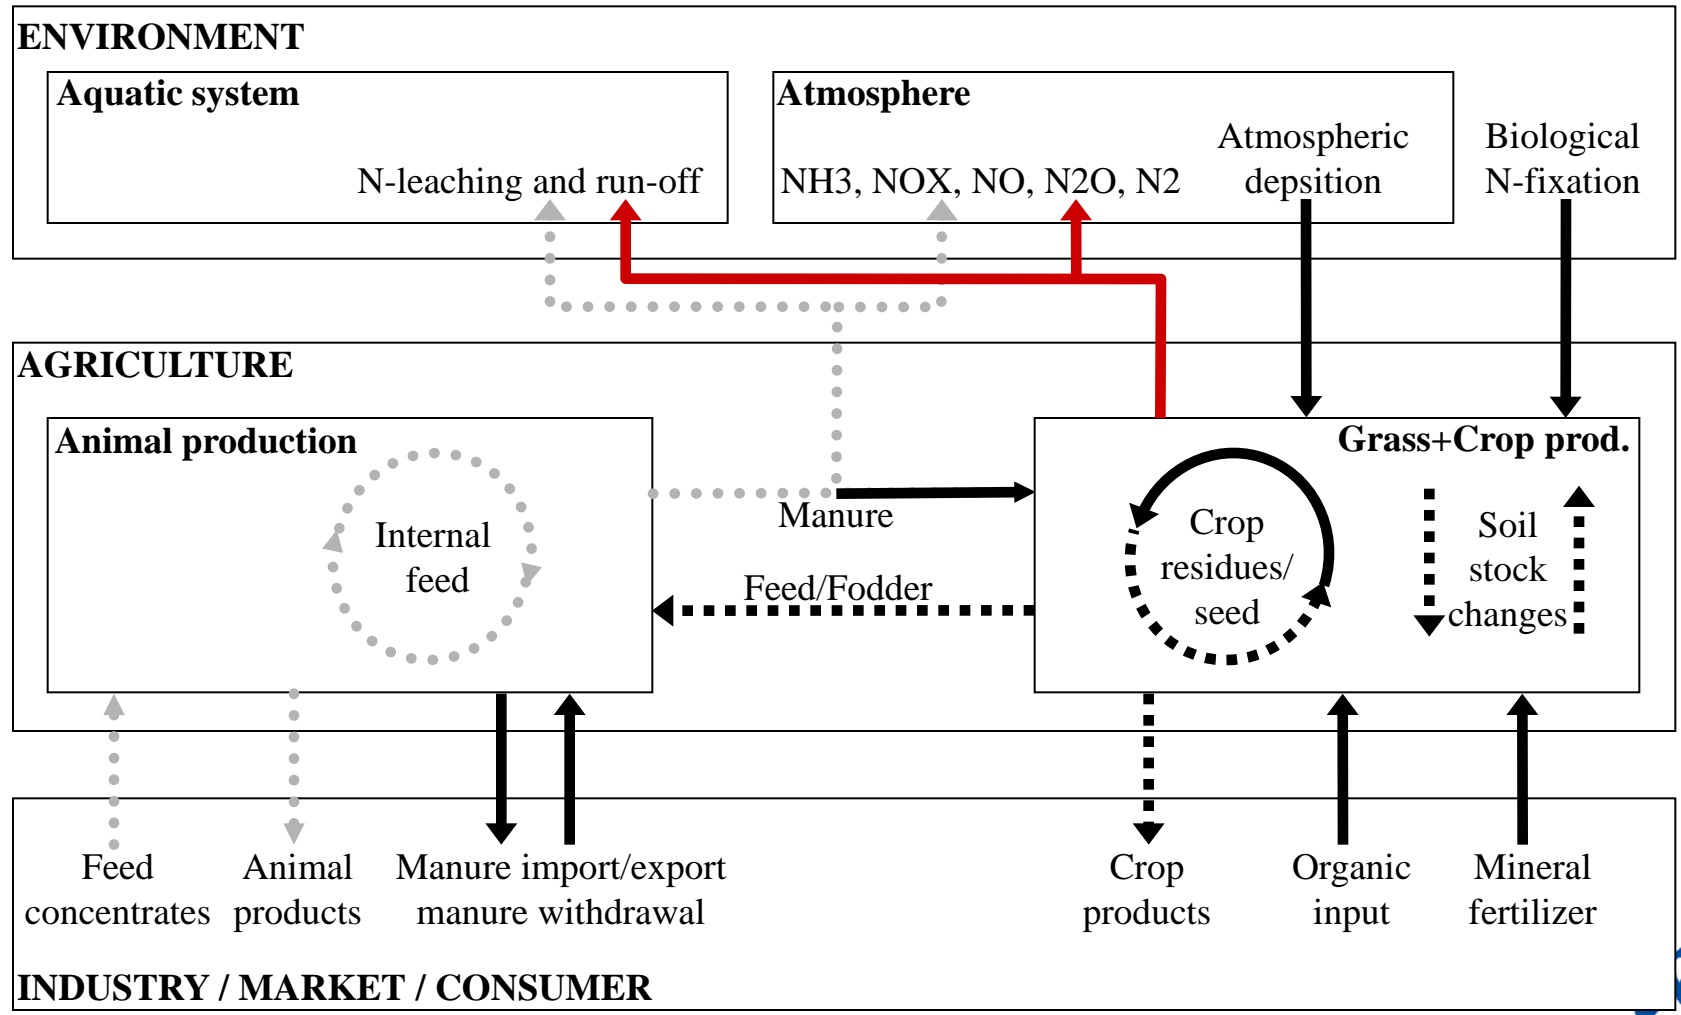 ENVIRONMENT
Aquatic system
N-leaching and run-off
Atmosphere
NH3, NOX, NO, N2O, N2
Atmospheric
depsition
Biological
N-fixation
AGRICULTURE
Animal production
Internal
feed
Manure
Feed/Fodder
Grass+Crop prod.
Crop
residues/
seed
Soil
stock
changes
Feed
concentrates
Animal
products
Manure import/export
manure withdrawal
Crop
products
Organic
input
Mineral
fertilizer
INDUSTRY / MARKET / CONSUMER